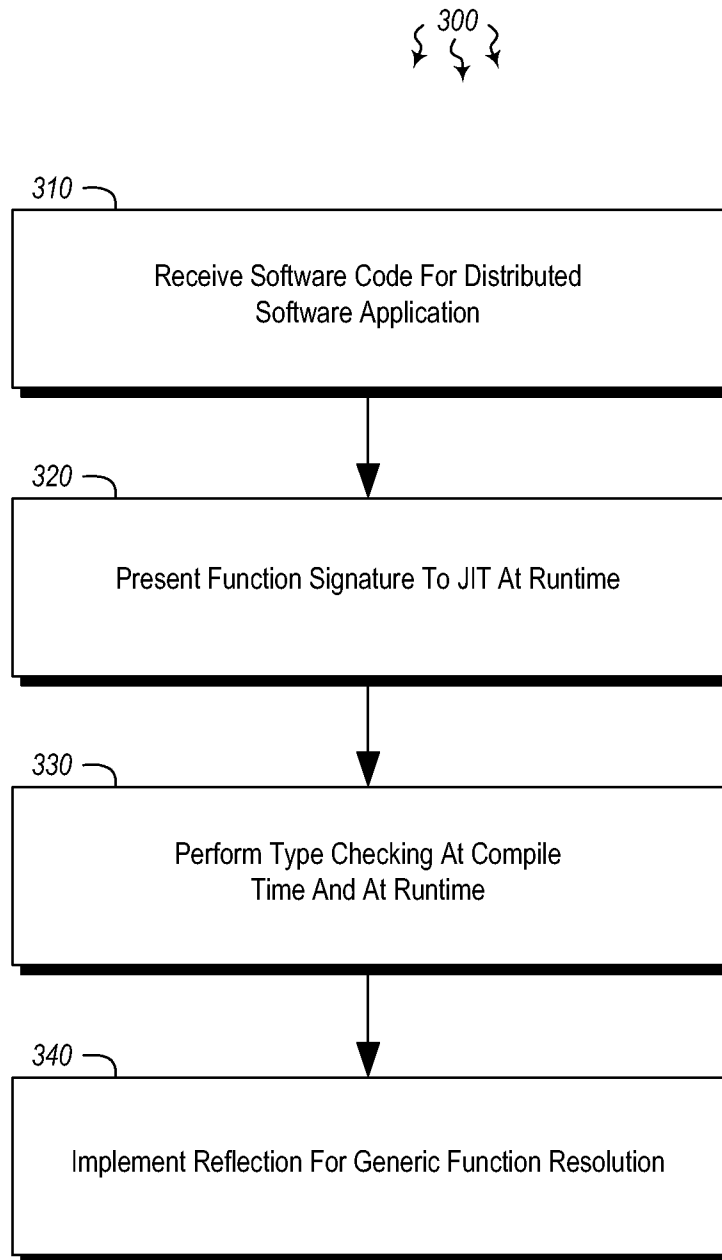 300
310
Receive Software Code For Distributed
Software Application
320
Present Function Signature To JIT At Runtime
330
Perform Type Checking At Compile
Time And At Runtime
340
Implement Reflection For Generic Function Resolution